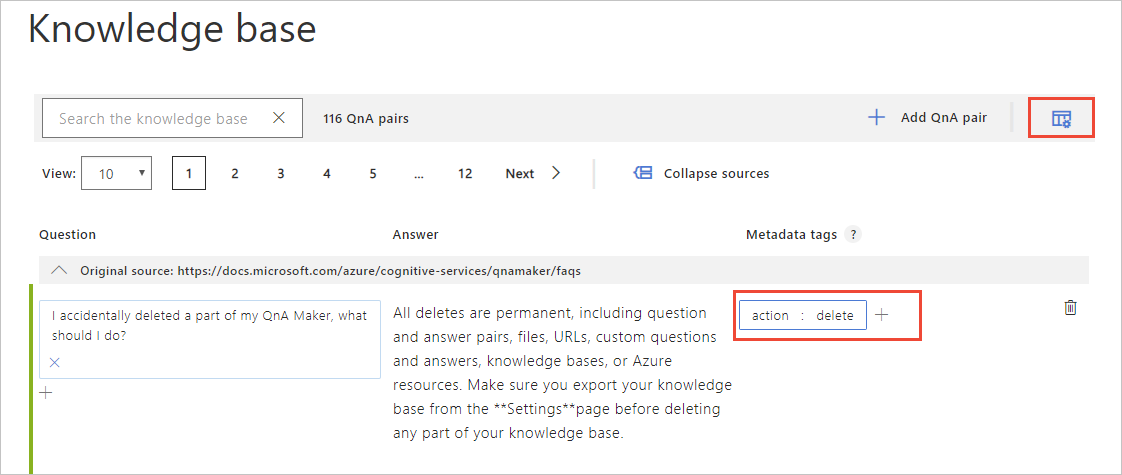 Knowledge base
Search the knowledge base
116 QnA pairs
Add QnA pair
View: 10 1 2 3 4 5 ... 12 Next
Collapse sources
Question Answer Metadata tags ?
Original source: https://docs.microsoft.com/azure/cognitive-services/qnamaker/faqs
I accidentally deleted a part of my QnA Maker, what
should I do?
All deletes are permanent, including question
and answer pairs, files, URLs, custom questions
and answers, knowledge bases, or Azure
resources. Make sure you export your knowledge
base from the **Settings**page before deleting
any part of your knowledge base.
action : delete